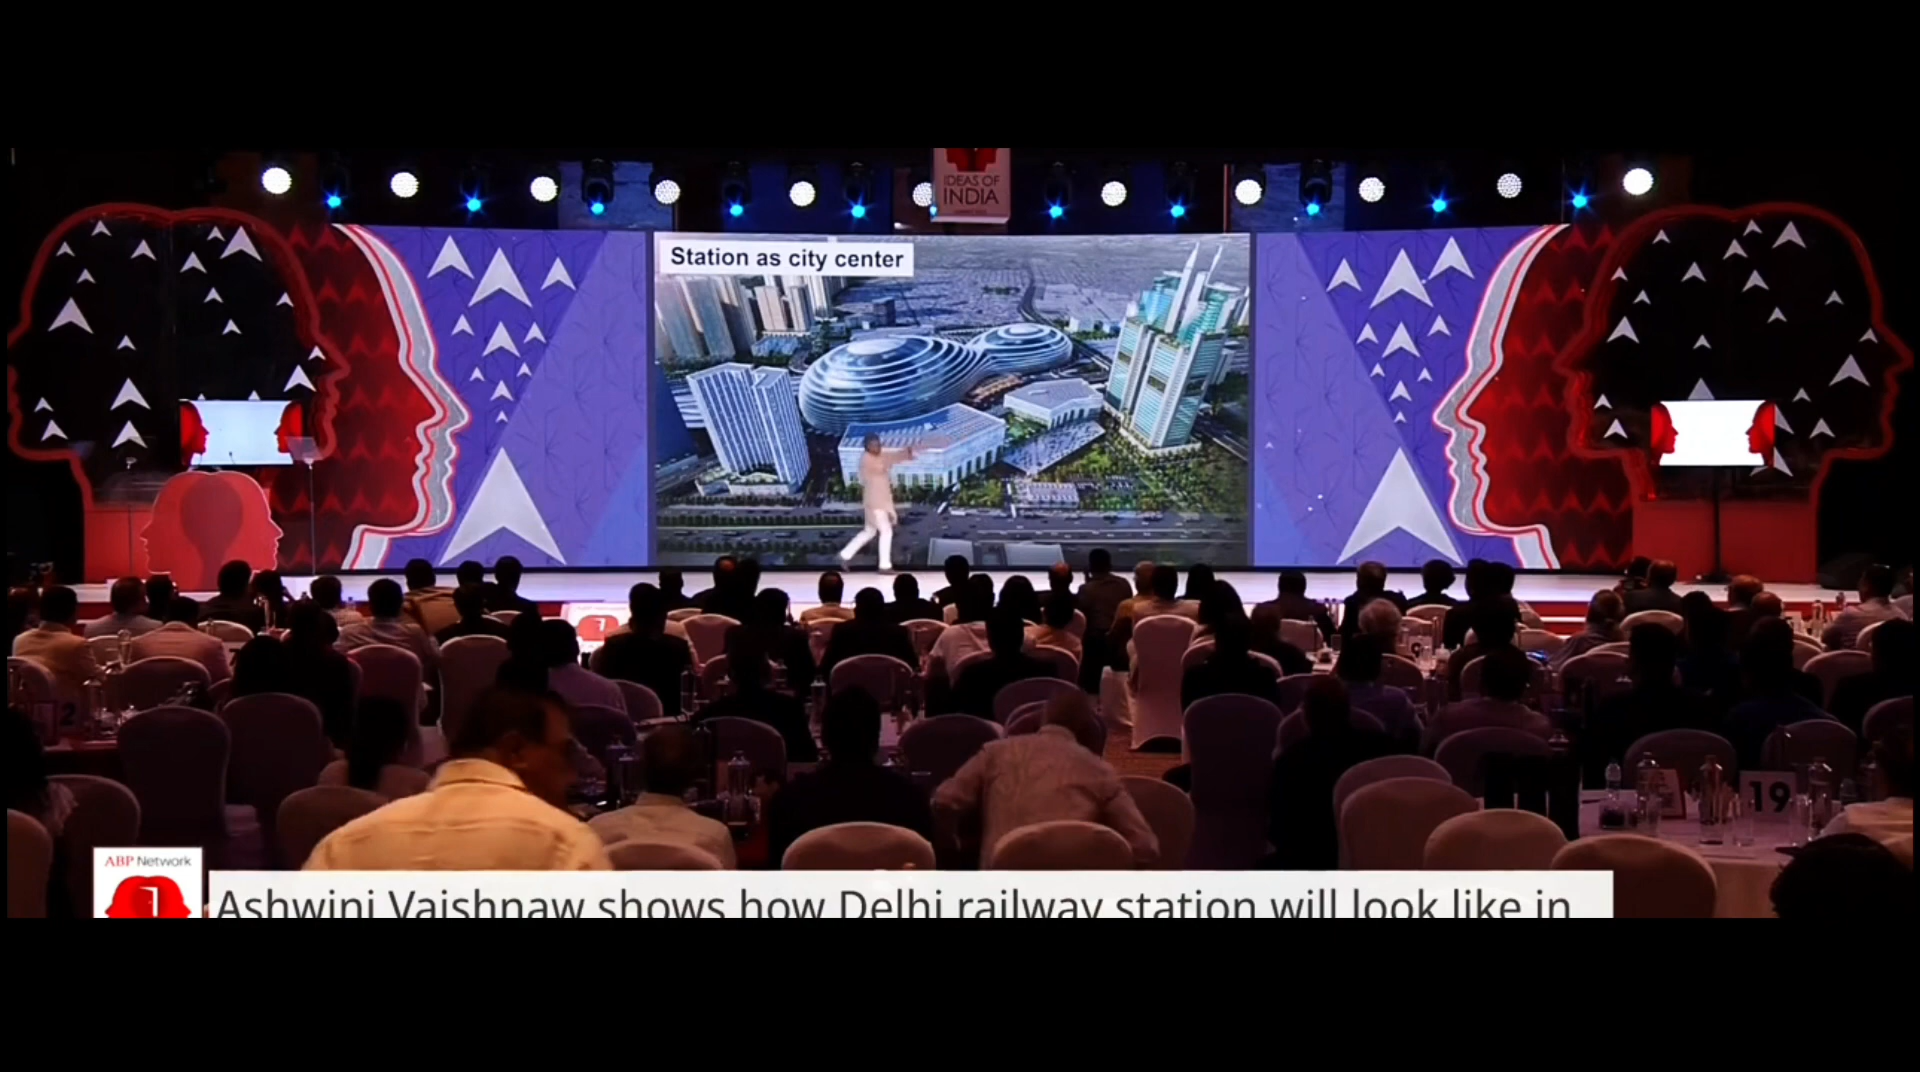 IDEAS OF
INDIA
Station as city center
2
19
ABP Network
Ashwini Vaishnaw shows how Delhi railway station will look like in